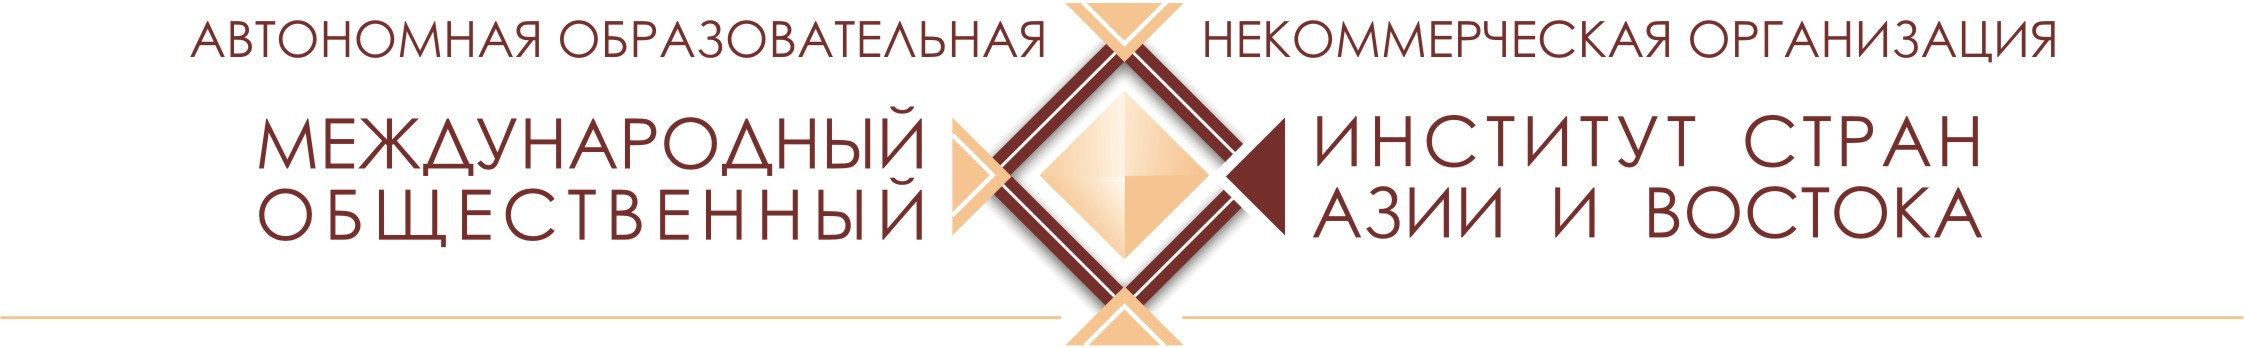 АВТОНОМНАЯ ОБРАЗОВАТЕЛЬНАЯ НЕКОММЕРЧЕСКАЯ ОРГАНИЗАЦИЯ
МЕЖДУНАРОДНЫЙ
ОБЩЕСТВЕННЫЙ
ИНСТИТУТ СТРАН
АЗИИ И ВОСТОКА